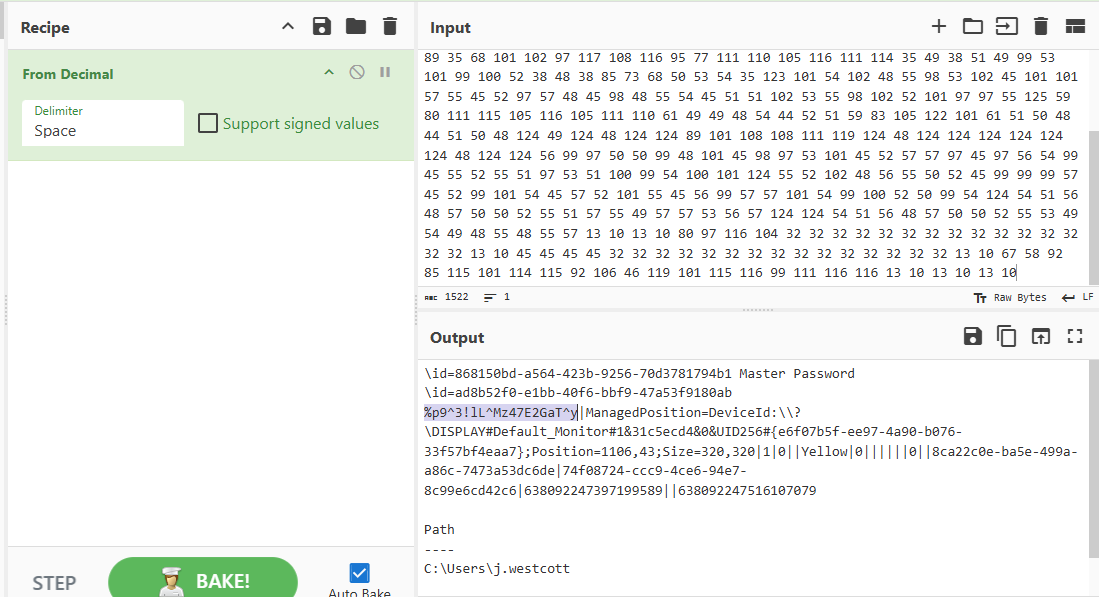 Recipe
From Decimal
Delimiter
Space
Support signed values
STEP
BAKE!
Auto Bake
Input
89 35 68 101 102 97 117 108 116 95 77 111 110 105 116 111 114 35 49 38 51 49 99 53
101 99 100 52 38 48 38 85 73 68 50 53 54 35 123 101 54 102 48 55 98 53 102 45 101 101
57 55 45 52 97 57 48 45 98 48 55 54 45 51 51 102 53 55 98 102 52 101 97 97 55 125 59
80 111 115 105 116 105 111 110 61 49 49 48 54 44 52 51 59 83 105 122 101 61 51 50 48
44 51 50 48 124 49 124 48 124 124 89 101 108 108 111 119 124 48 124 124 124 124 124 124
124 48 124 124 56 99 97 50 50 99 48 101 45 98 97 53 101 45 52 57 57 97 45 97 56 54 99
45 55 52 55 51 97 53 51 100 99 54 100 101 124 55 52 102 48 56 55 50 52 45 99 99 99 57
45 52 99 101 54 45 57 52 101 55 45 56 99 57 57 101 54 99 100 52 50 99 54 124 54 51 56
48 57 50 50 52 55 51 57 55 49 57 57 53 56 57 124 124 54 51 56 48 57 50 50 52 55 53 49
54 49 48 55 48 55 57 13 10 13 10 80 97 116 104 32 32 32 32 32 32 32 32 32 32 32 32 32
32 32 13 10 45 45 45 45 32 32 32 32 32 32 32 32 32 32 32 32 32 32 32 13 10 67 58 92
85 115 101 114 115 92 106 46 119 101 115 116 99 111 116 116 13 10 13 10 13 10
ABC 1522 1
Tт Raw Bytes LF
Output
\id=868150bd-a564-423b-9256-70d3781794b1 Master Password
\id=ad8b52f0-e1bb-40f6-bbf9-47a53f9180ab
%p9^3!lL^Mz47E2GaT^y|ManagedPosition=DeviceId:\\?
\DISPLAY#Default_Monitor#1&31c5ecd4&0&UID256#{e6f07b5f-ee97-4a90-b076-
33f57bf4eaa7};Position=1106,43;Size=320,320|1|0||Yellow|0||||||0||8ca22c0e-ba5e-499a-
a86c-7473a53dc6de|74f08724-ccc9-4ce6-94e7-
8c99e6cd42c6|638092247397199589||638092247516107079
Path
----
C:\Users\j.westcott